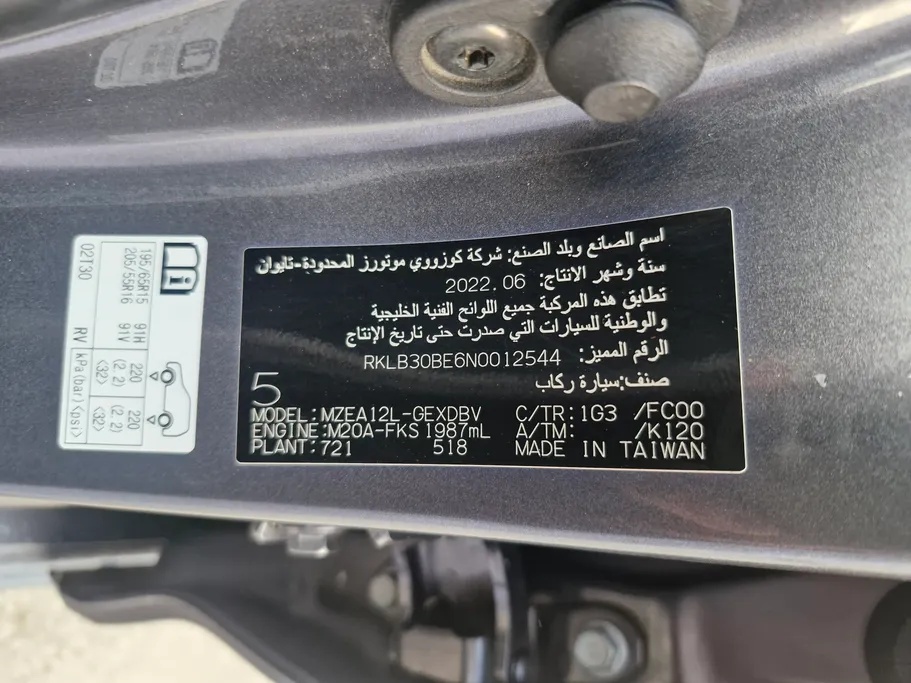 اسم الصانع وبلد الصنع: شركة كوزووي موتورز المحدودة-تايوان
سنة وشهر الإنتاج: 2022.06
تطابق هذه المركبة جميع اللوائح الفنية الخليجية
والوطنية للسيارات التي صدرت حتى تاريخ الإنتاج
الرقم المميز: RKLB30BE6N0012544
صنف: سيارة ركاب
5
MODEL: MZEA12L-GEXDBV C/TR: 1G3 /FC00
ENGINE: M20A-FKS 1987mL A/TM: /K120
PLANT: 721 518 MADE IN TAIWAN
195/65R15 91H 220 (2.2) <32> 220 (2.2) <32>
205/55R16 91V
RV kPa(bar)<psi>
02T30